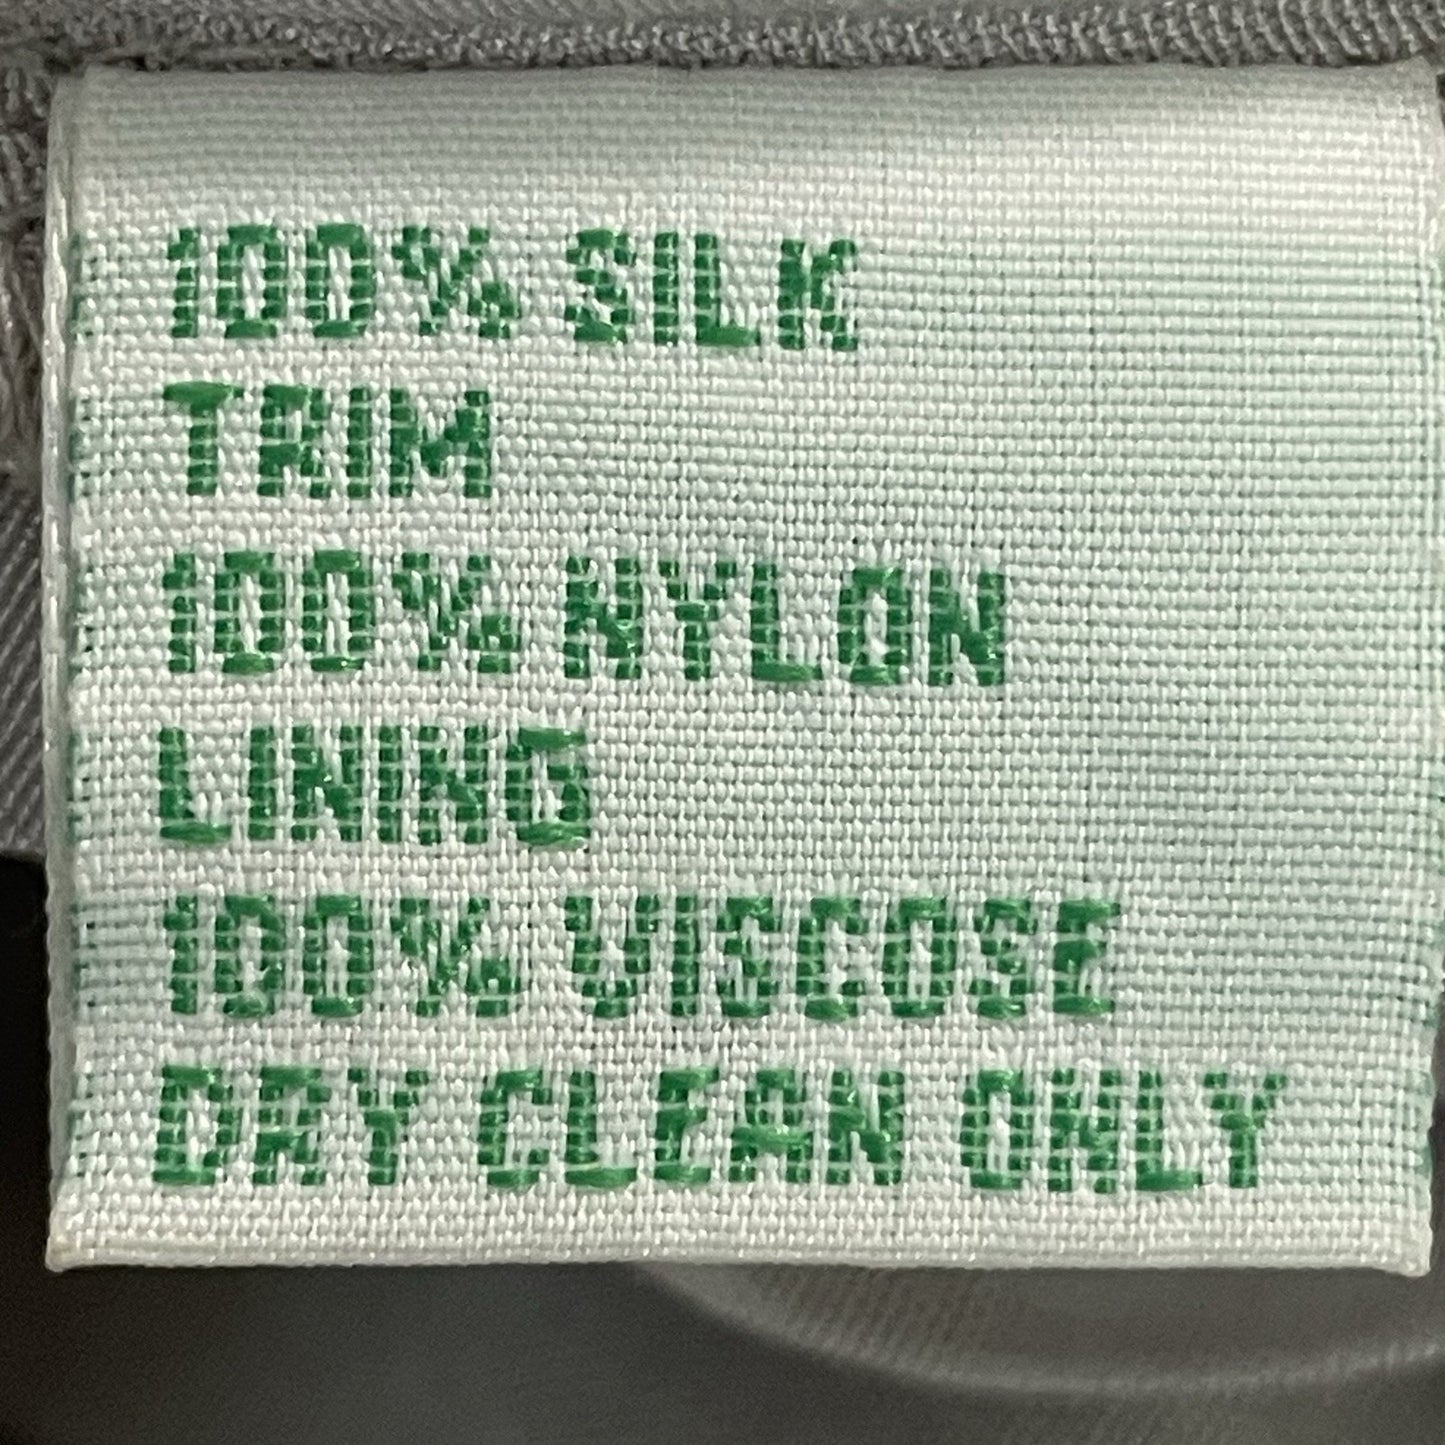 100% SILK
TRIM
100% NYLON
LINING
100% VISCOSE
DRY CLEAN ONLY